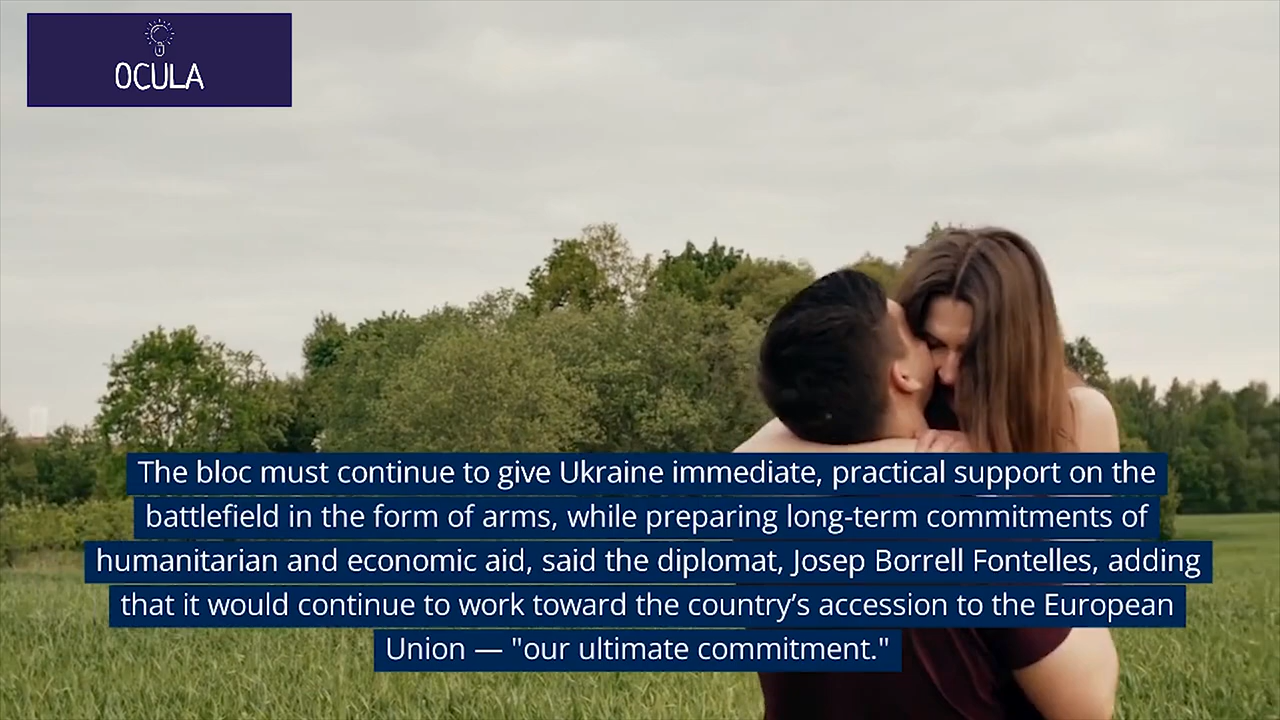 OCULA
The bloc must continue to give Ukraine immediate, practical support on the
battlefield in the form of arms, while preparing long-term commitments of
humanitarian and economic aid, said the diplomat, Josep Borrell Fontelles, adding
that it would continue to work toward the country’s accession to the European
Union — "our ultimate commitment."